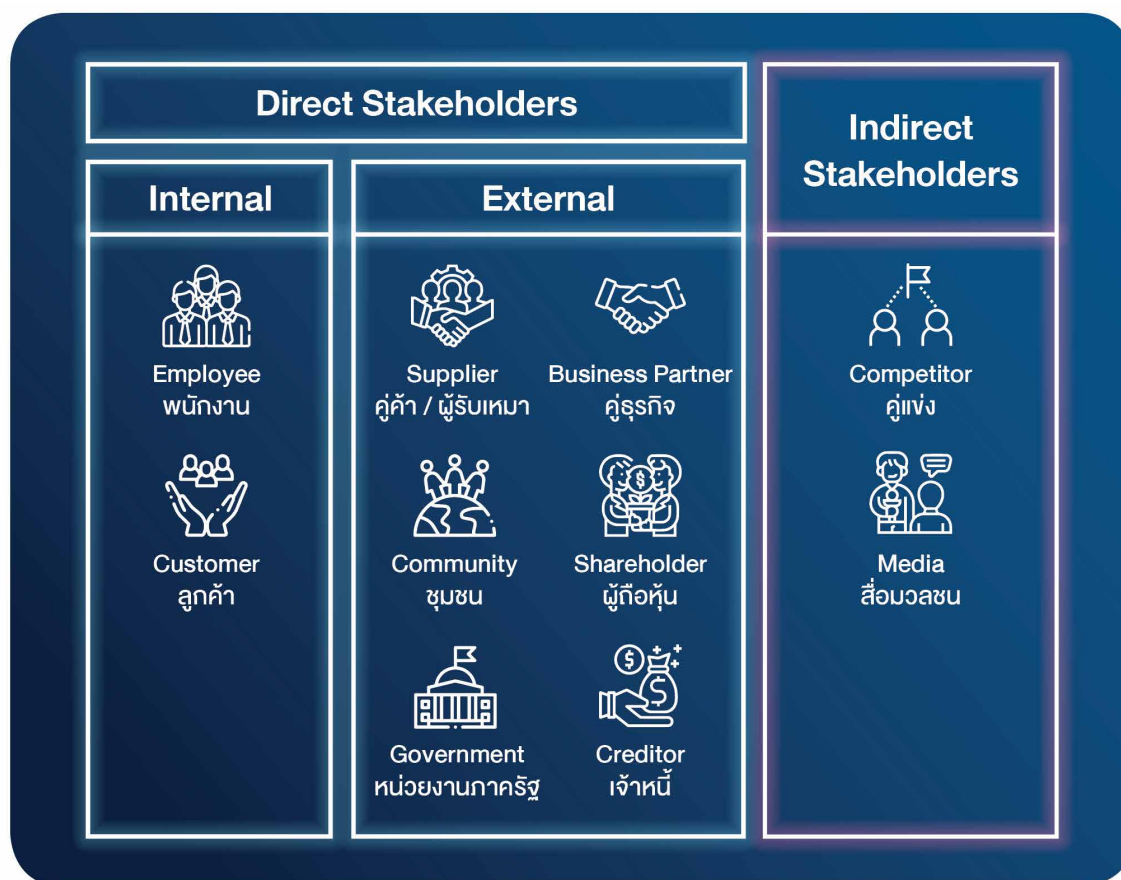 Direct Stakeholders
Internal
Employee
พนักงาน
Customer
ลูกค้า
External
Supplier
คู่ค้า / ผู้รับเหมา
Business Partner
คู่ธุรกิจ
Community
ชุมชน
Shareholder
ผู้ถือหุ้น
Government
หน่วยงานภาครัฐ
Creditor
เจ้าหนี้
Indirect
Stakeholders
Competitor
คู่แข่ง
Media
สื่อมวลชน